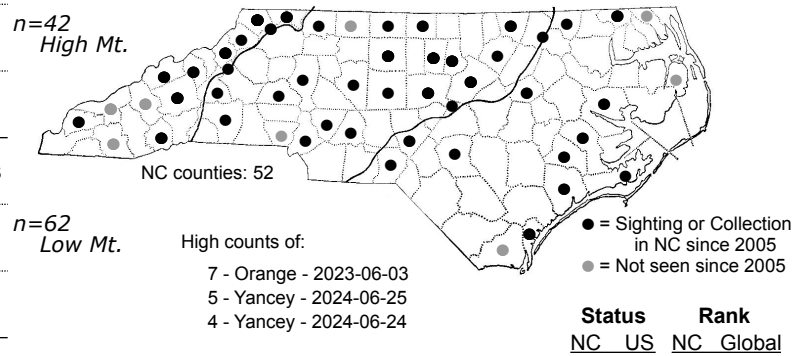 n=42
High Mt.
NC counties: 52
n=62
Low Mt.
High counts of:
7 - Orange - 2023-06-03
5 - Yancey - 2024-06-25
4 - Yancey - 2024-06-24
● = Sighting or Collection
in NC since 2005
● = Not seen since 2005
Status Rank
NC US NC Global